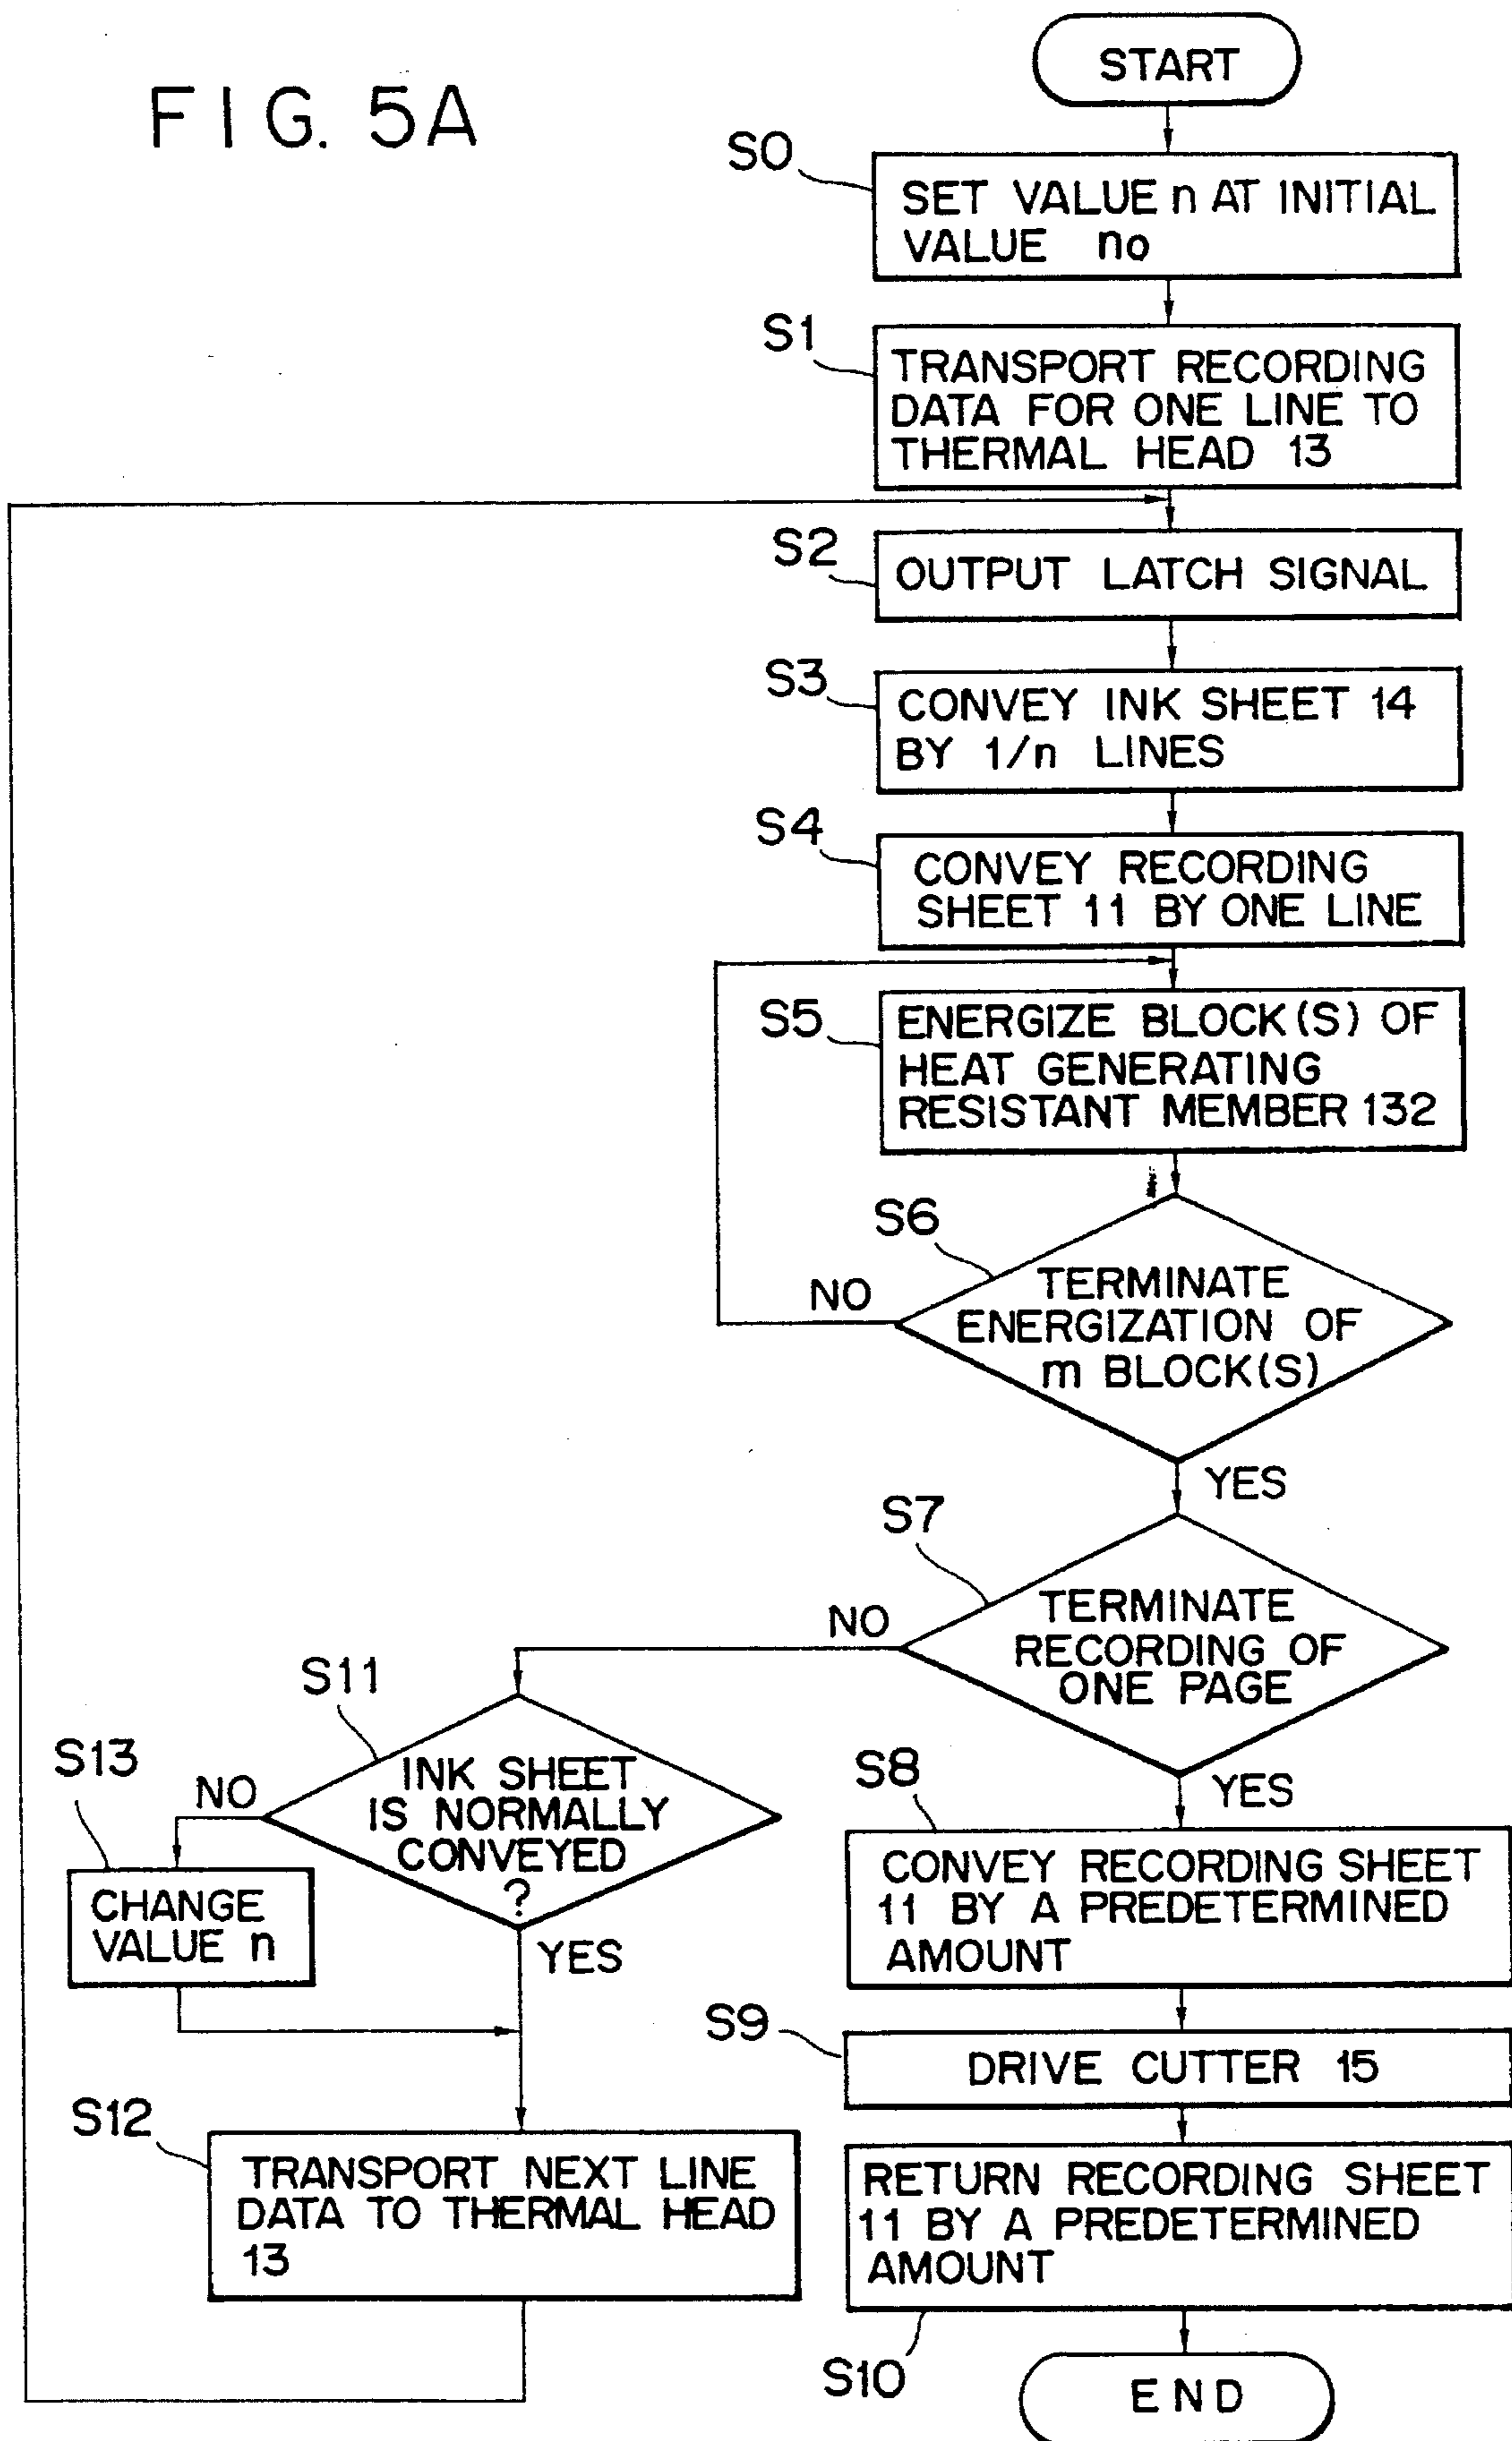 FIG. 5A
START
S0
SET VALUE n AT INITIAL
VALUE n0
S1
TRANSPORT RECORDING
DATA FOR ONE LINE TO
THERMAL HEAD 13
S2
OUTPUT LATCH SIGNAL
S3
CONVEY INK SHEET 14
BY 1/n LINES
S4
CONVEY RECORDING
SHEET 11 BY ONE LINE
S5
ENERGIZE BLOCK(S) OF
HEAT GENERATING
RESISTANT MEMBER 132
S6
TERMINATE
ENERGIZATION OF
m BLOCK(S)
NO
YES
S7
TERMINATE
RECORDING OF
ONE PAGE
NO
YES
S11
INK SHEET
IS NORMALLY
CONVEYED
?
NO
YES
S13
CHANGE
VALUE n
S12
TRANSPORT NEXT LINE
DATA TO THERMAL HEAD
13
S8
CONVEY RECORDING SHEET
11 BY A PREDETERMINED
AMOUNT
S9
DRIVE CUTTER 15
S10
RETURN RECORDING SHEET
11 BY A PREDETERMINED
AMOUNT
END